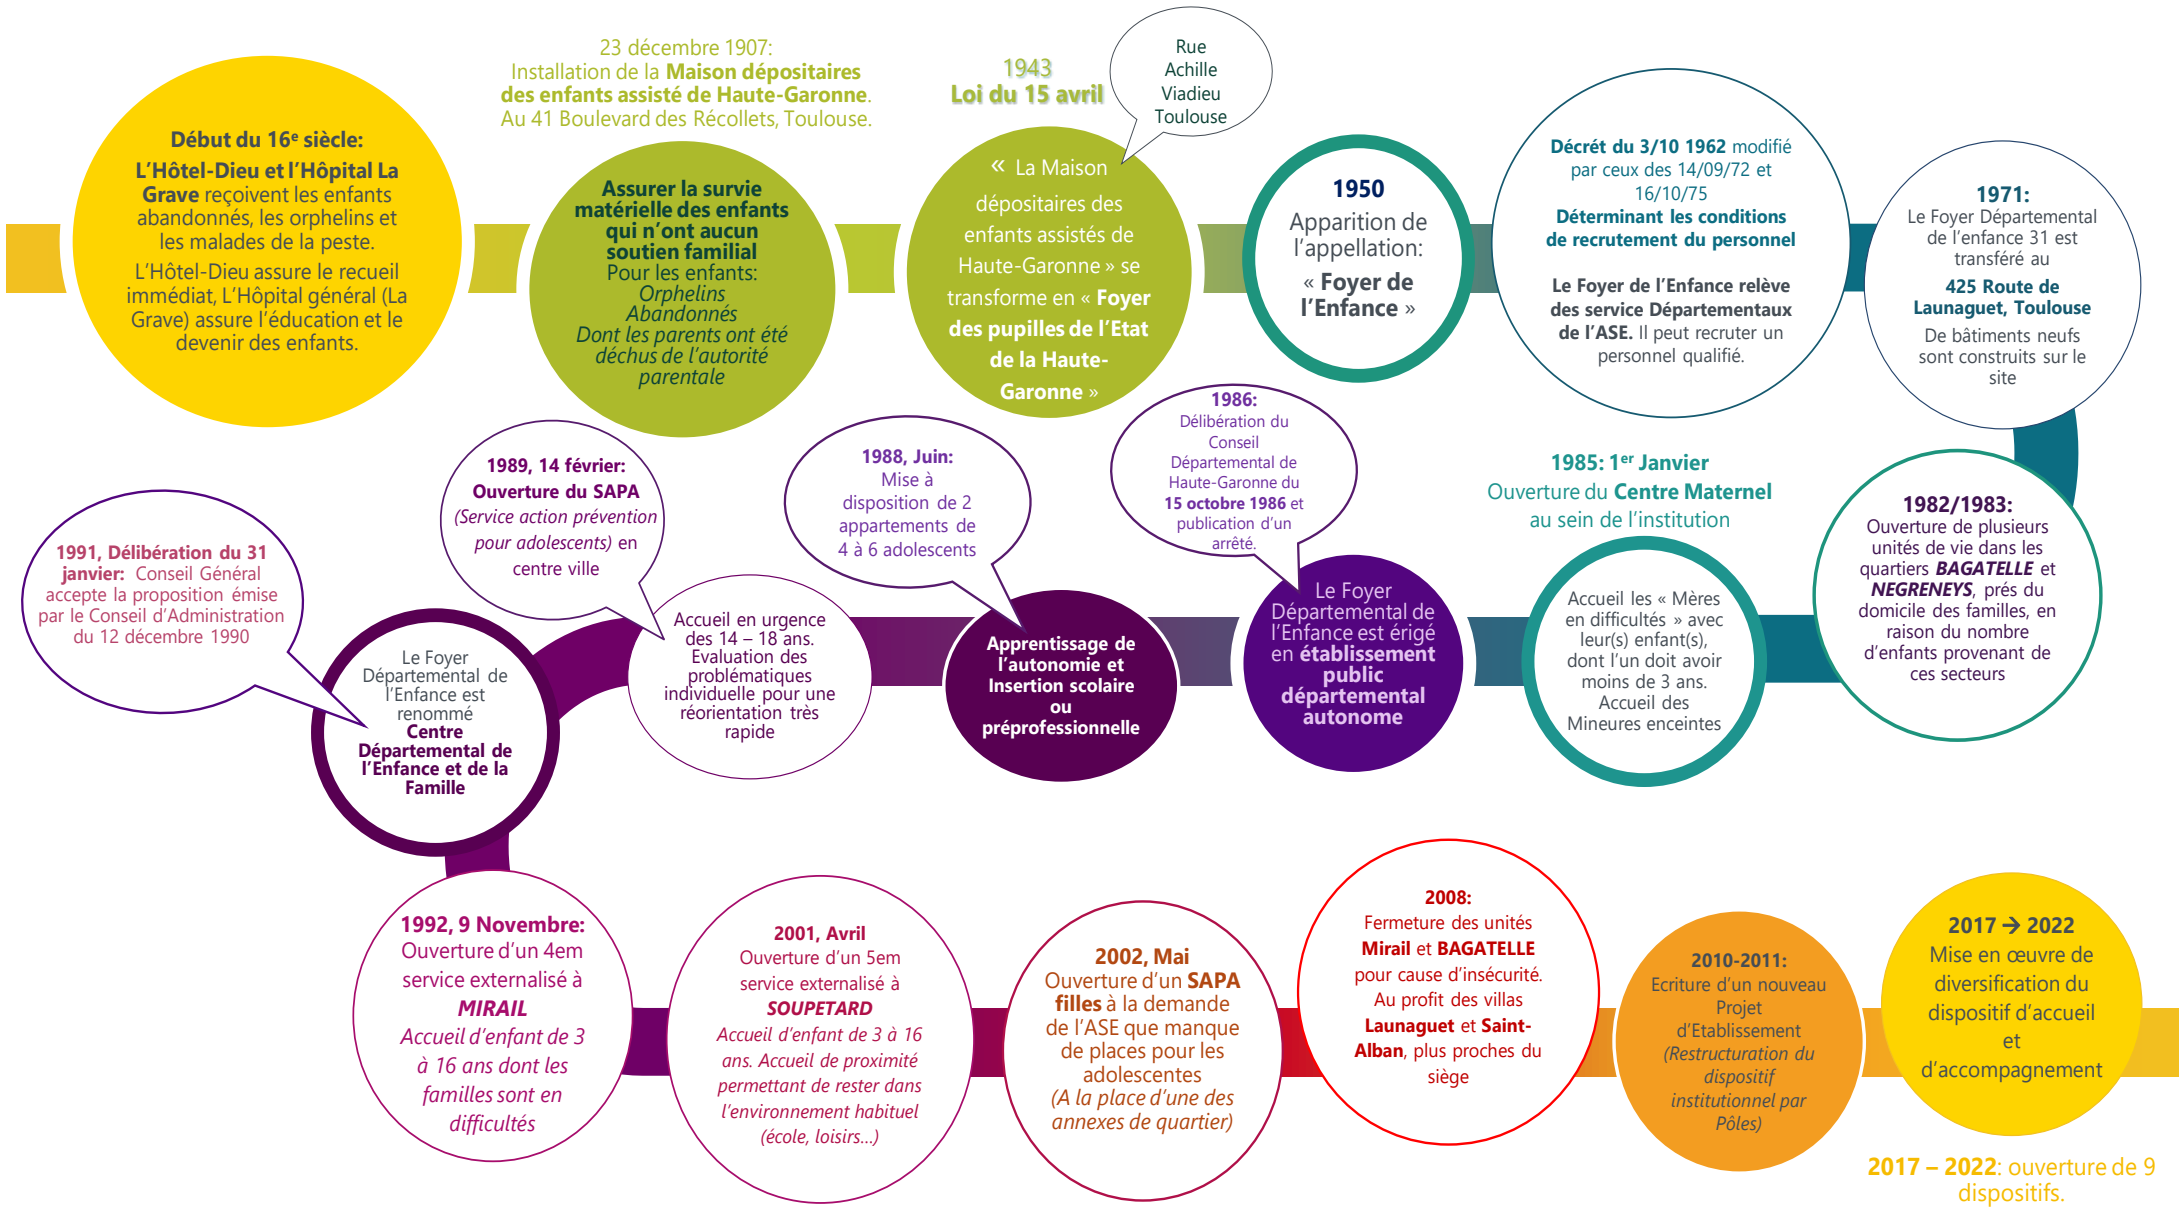 Début du 16e siècle:
L'Hôtel-Dieu et l'Hôpital La
Grave reçoivent les enfants
abandonnés, les orphelins et
les malades de la peste.
L'Hôtel-Dieu assure le recueil
immédiat, L'Hôpital général (La
Grave) assure l'éducation et le
devenir des enfants.
23 décembre 1907:
Installation de la Maison dépositaires
des enfants assisté de Haute-Garonne.
Au 41 Boulevard des Récollets, Toulouse.
Assurer la survie
matérielle des enfants
qui n'ont aucun
soutien familial
Pour les enfants:
Orphelins
Abandonnés
Dont les parents ont été
déchus de l'autorité
parentale
1943
Loi du 15 avril
Rue
Achille
Viadieu
Toulouse
« La Maison
dépositaires des
enfants assistés de
Haute-Garonne » se
transforme en « Foyer
des pupilles de l'Etat
de la Haute-
Garonne »
1950
Apparition de
l'appellation:
« Foyer de
l'Enfance »
Décrét du 3/10 1962 modifié
par ceux des 14/09/72 et
16/10/75
Déterminant les conditions
de recrutement du personnel
Le Foyer de l'Enfance relève
des service Départementaux
de l'ASE. Il peut recruter un
personnel qualifié.
1971:
Le Foyer Départemental
de l'enfance 31 est
transféré au
425 Route de
Launaguet, Toulouse
De bâtiments neufs
sont construits sur le
site
1982/1983:
Ouverture de plusieurs
unités de vie dans les
quartiers BAGATELLE et
NEGRENEYS, prés du
domicile des familles, en
raison du nombre
d'enfants provenant de
ces secteurs
1985: 1er Janvier
Ouverture du Centre Maternel
au sein de l'institution
Accueil les « Mères
en difficultés » avec
leur(s) enfant(s),
dont l'un doit avoir
moins de 3 ans.
Accueil des
Mineures enceintes
1986:
Délibération du
Conseil
Départemental de
Haute-Garonne du
15 octobre 1986 et
publication d'un
arrêté.
Le Foyer
Départemental de
l'Enfance est érigé
en établissement
public
départemental
autonome
1988, Juin:
Mise à
disposition de 2
appartements de
4 à 6 adolescents
Apprentissage de
l'autonomie et
Insertion scolaire
ou
préprofessionnelle
1989, 14 février:
Ouverture du SAPA
(Service action prévention
pour adolescents) en
centre ville
Accueil en urgence
des 14 – 18 ans.
Evaluation des
problématiques
individuelle pour une
réorientation très
rapide
1991, Délibération du 31
janvier: Conseil Général
accepte la proposition émise
par le Conseil d'Administration
du 12 décembre 1990
Le Foyer
Départemental de
l'Enfance est
renommé
Centre
Départemental de
l'Enfance et de la
Famille
1992, 9 Novembre:
Ouverture d'un 4em
service externalisé à
MIRAIL
Accueil d'enfant de 3
à 16 ans dont les
familles sont en
difficultés
2001, Avril
Ouverture d'un 5em
service externalisé à
SOUPETARD
Accueil d'enfant de 3 à 16
ans. Accueil de proximité
permettant de rester dans
l'environnement habituel
(école, loisirs...)
2002, Mai
Ouverture d'un SAPA
filles à la demande
de l'ASE que manque
de places pour les
adolescentes
(A la place d'une des
annexes de quartier)
2008:
Fermeture des unités
Mirail et BAGATELLE
pour cause d'insécurité.
Au profit des villas
Launaguet et Saint-
Alban, plus proches du
siège
2010-2011:
Ecriture d'un nouveau
Projet
d'Etablissement
(Restructuration du
dispositif
institutionnel par
Pôles)
2017 → 2022
Mise en œuvre de
diversification du
dispositif d'accueil
et
d'accompagnement
2017 – 2022: ouverture de 9
dispositifs.